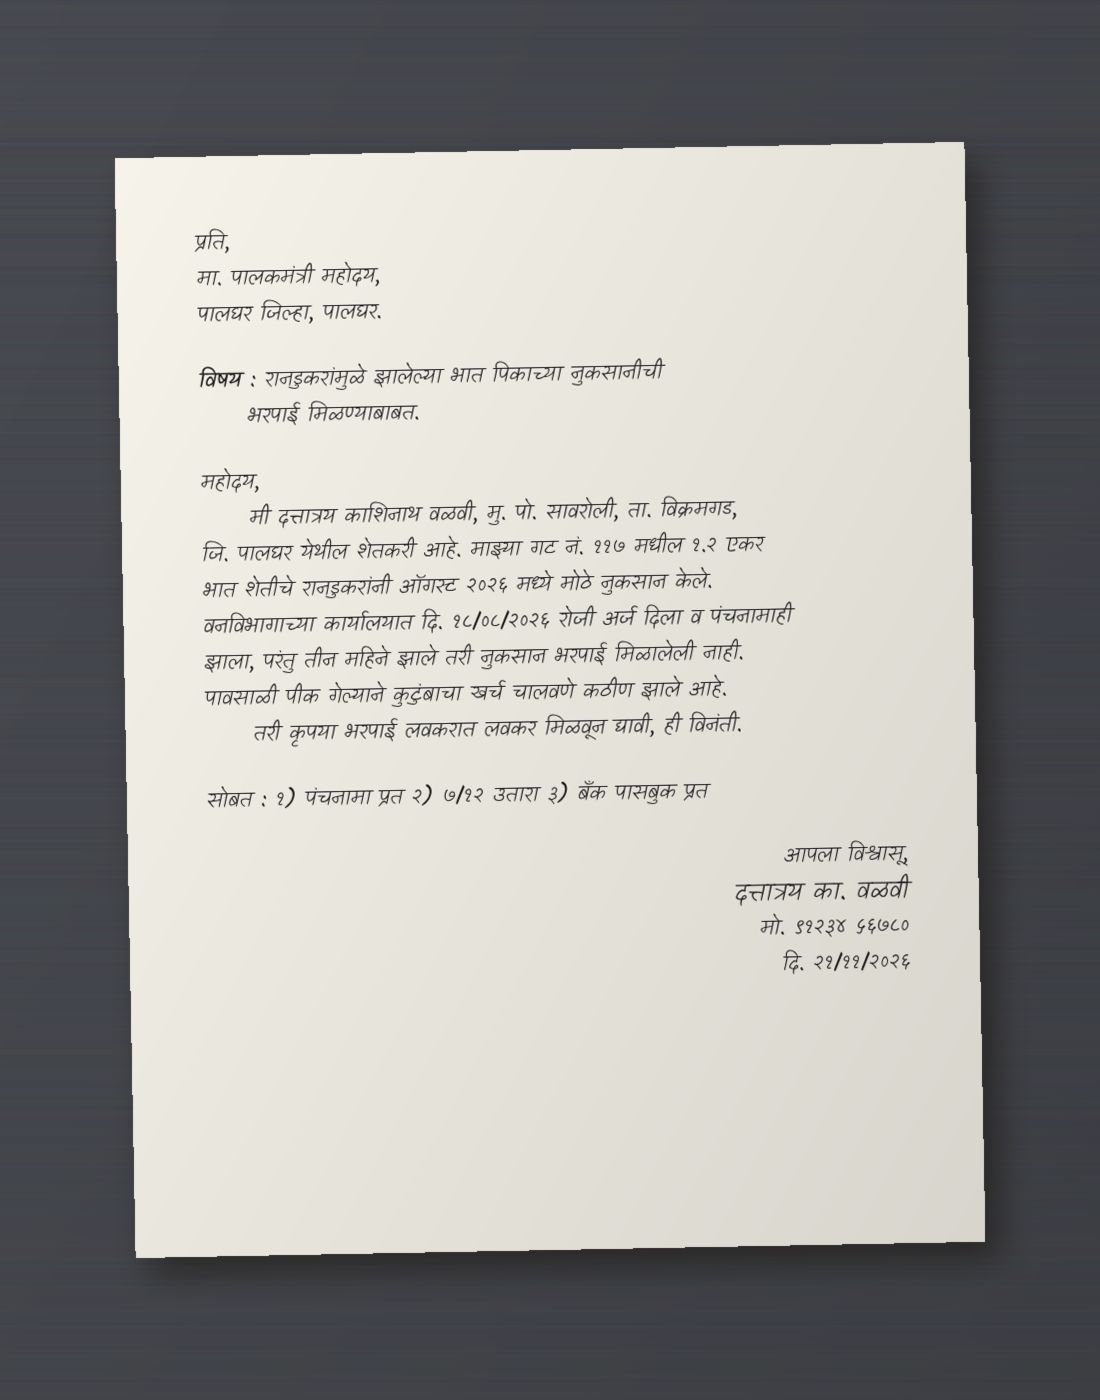 प्रति,
मा. पालकमंत्री महोदय,
पालघर जिल्हा, पालघर.
विषय : रानडुकरांमुळे झालेल्या भात पिकाच्या नुकसानीची
भरपाई मिळण्याबाबत.
महोदय,
मी दत्तात्रय काशिनाथ वळवी, मु. पो. सावरोली, ता. विक्रमगड,
जि. पालघर येथील शेतकरी आहे. माझ्या गट नं. ११७ मधील १.२ एकर
भात शेतीचे रानडुकरांनी ऑगस्ट २०२६ मध्ये मोठे नुकसान केले.
वनविभागाच्या कार्यालयात दि. १८/०८/२०२६ रोजी अर्ज दिला व पंचनामाही
झाला, परंतु तीन महिने झाले तरी नुकसान भरपाई मिळालेली नाही.
पावसाळी पीक गेल्याने कुटुंबाचा खर्च चालवणे कठीण झाले आहे.
तरी कृपया भरपाई लवकरात लवकर मिळवून द्यावी, ही विनंती.
सोबत : १) पंचनामा प्रत २) ७/१२ उतारा ३) बँक पासबुक प्रत
आपला विश्वासू,
दत्तात्रय का. वळवी
मो. ९१२३४ ५६७८०
दि. २१/११/२०२६